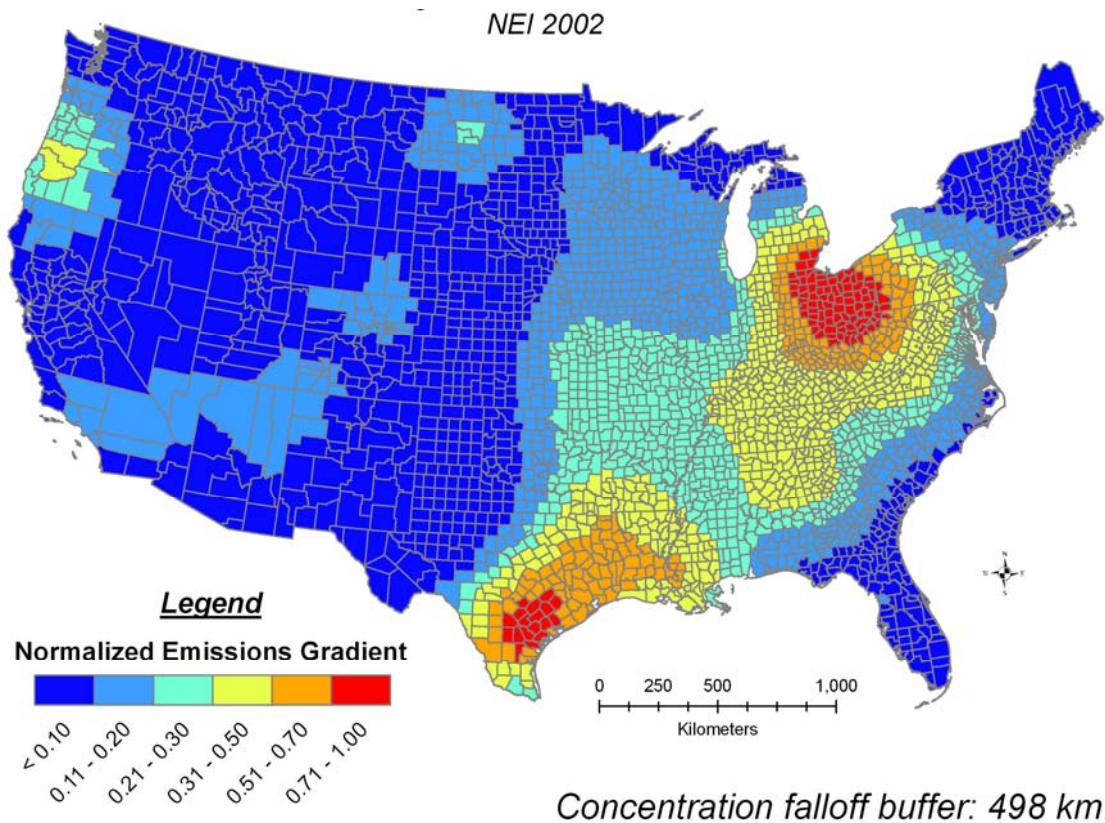 NEI 2002
Legend
Normalized Emissions Gradient
< 0.10
0.11 - 0.20
0.21 - 0.30
0.31 - 0.50
0.51 - 0.70
0.71 - 1.00
N
W E
S
0 250 500 1,000
Kilometers
Concentration falloff buffer: 498 km